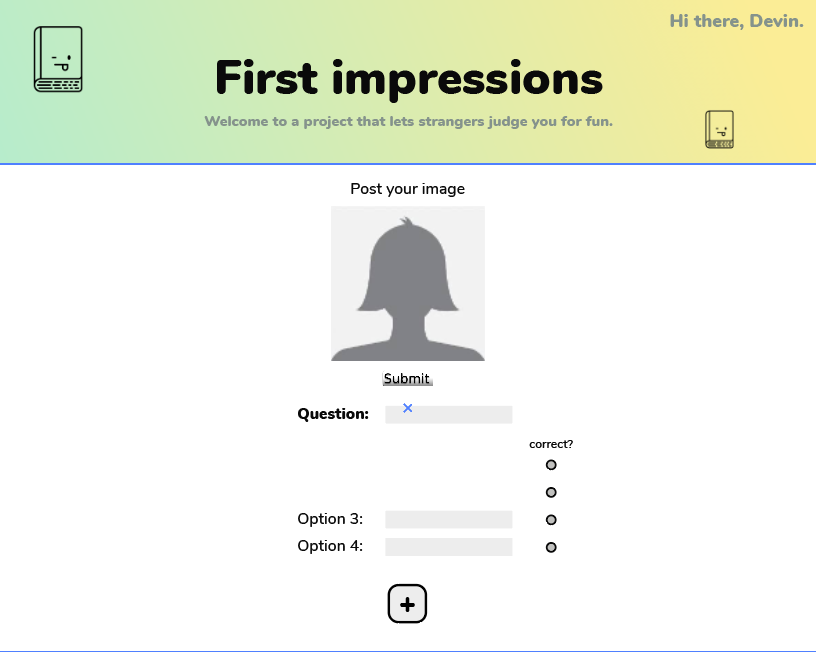 Hi there, Devin.
First impressions
Welcome to a project that lets strangers judge you for fun.
Post your image
Submit
Question:
correct?
Option 3:
Option 4: